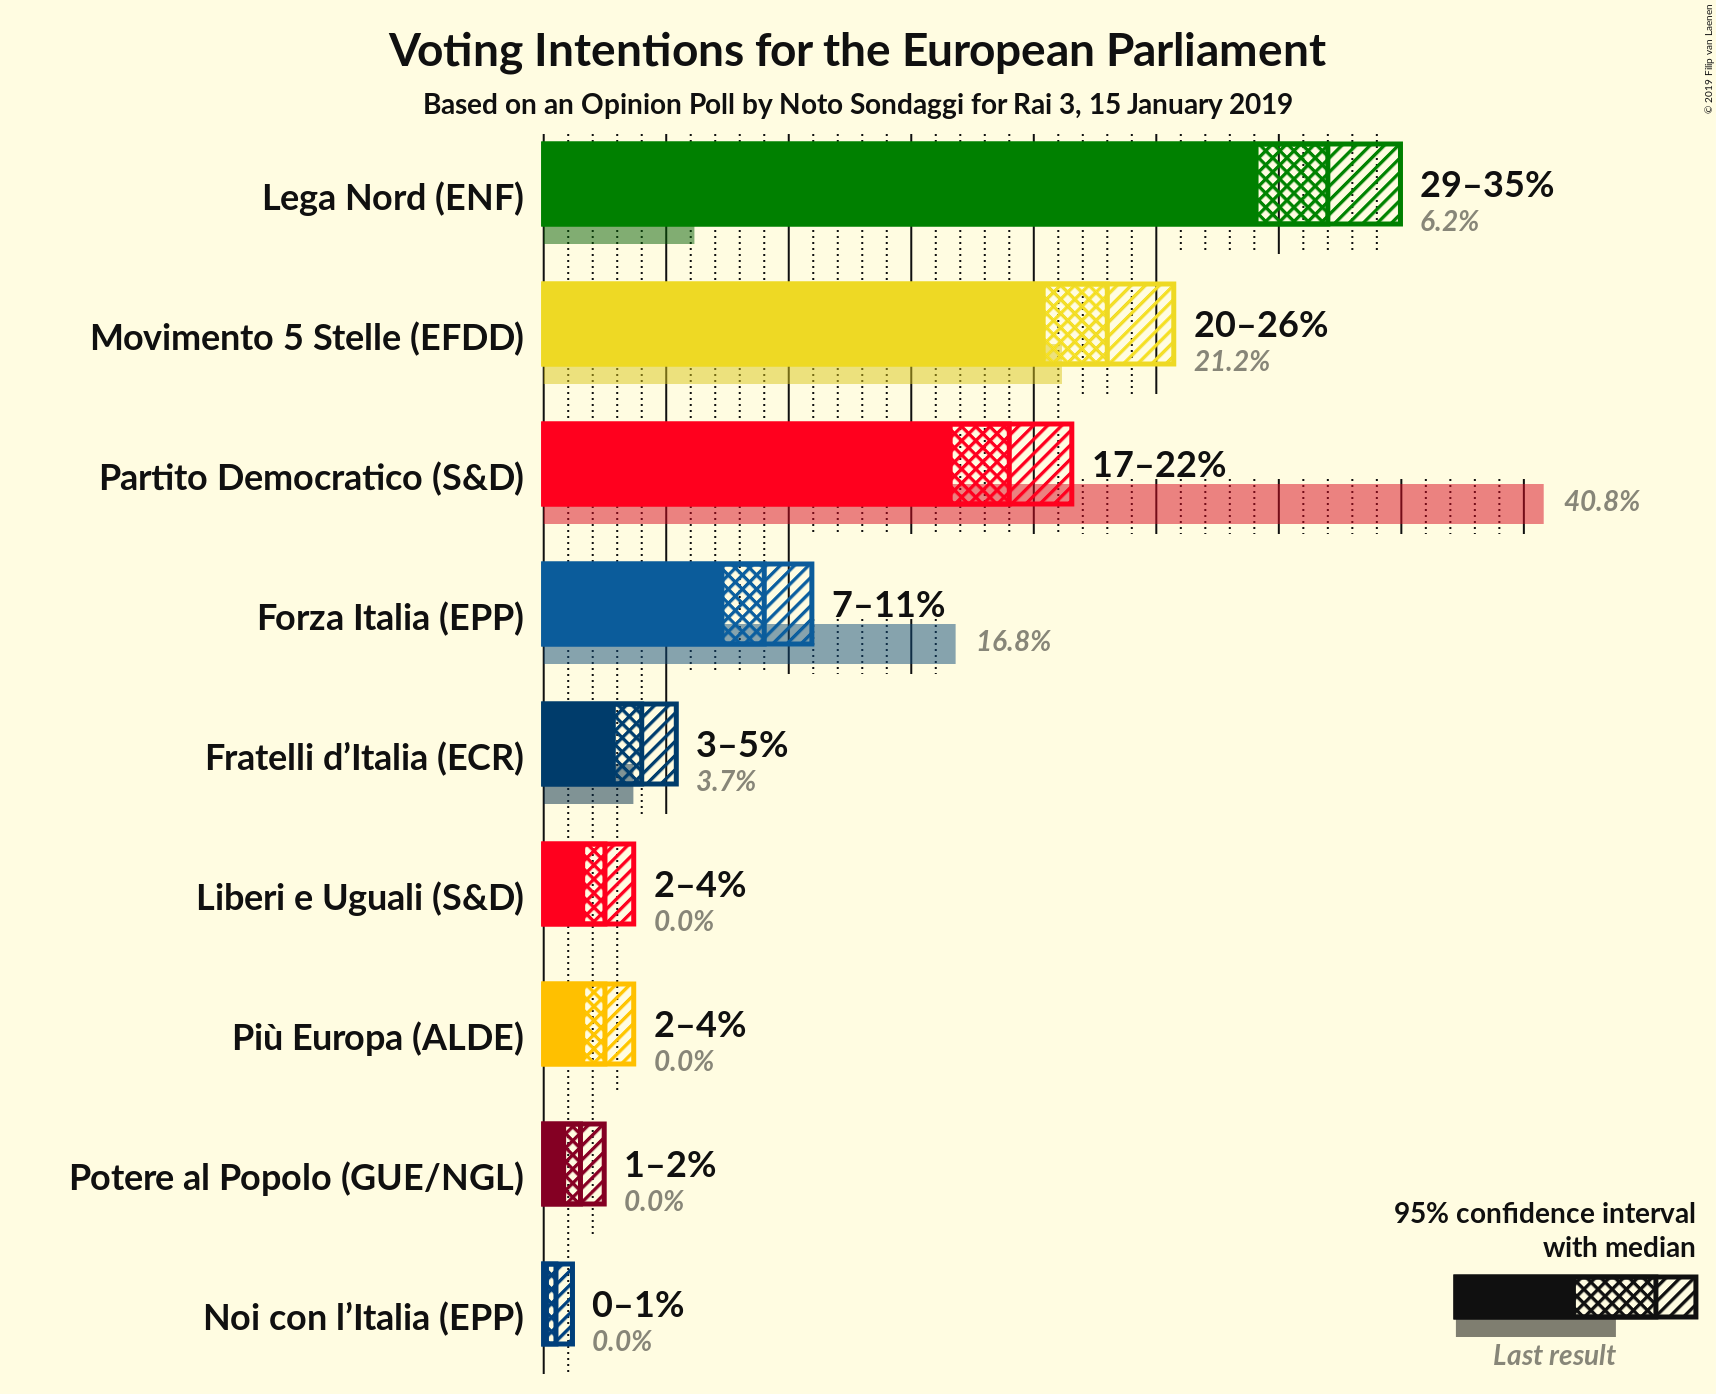 Voting Intentions for the European Parliament
Based on an Opinion Poll by Noto Sondaggi for Rai 3, 15 January 2019
© 2019 Filip van Laenen
Lega Nord (ENF)
29–35%
6.2%
Movimento 5 Stelle (EFDD)
20–26%
21.2%
Partito Democratico (S&D)
17–22%
40.8%
Forza Italia (EPP)
7–11%
16.8%
Fratelli d’Italia (ECR)
3–5%
3.7%
Liberi e Uguali (S&D)
2–4%
0.0%
Più Europa (ALDE)
2–4%
0.0%
Potere al Popolo (GUE/NGL)
1–2%
0.0%
Noi con l’Italia (EPP)
0–1%
0.0%
95% confidence interval
with median
Last result